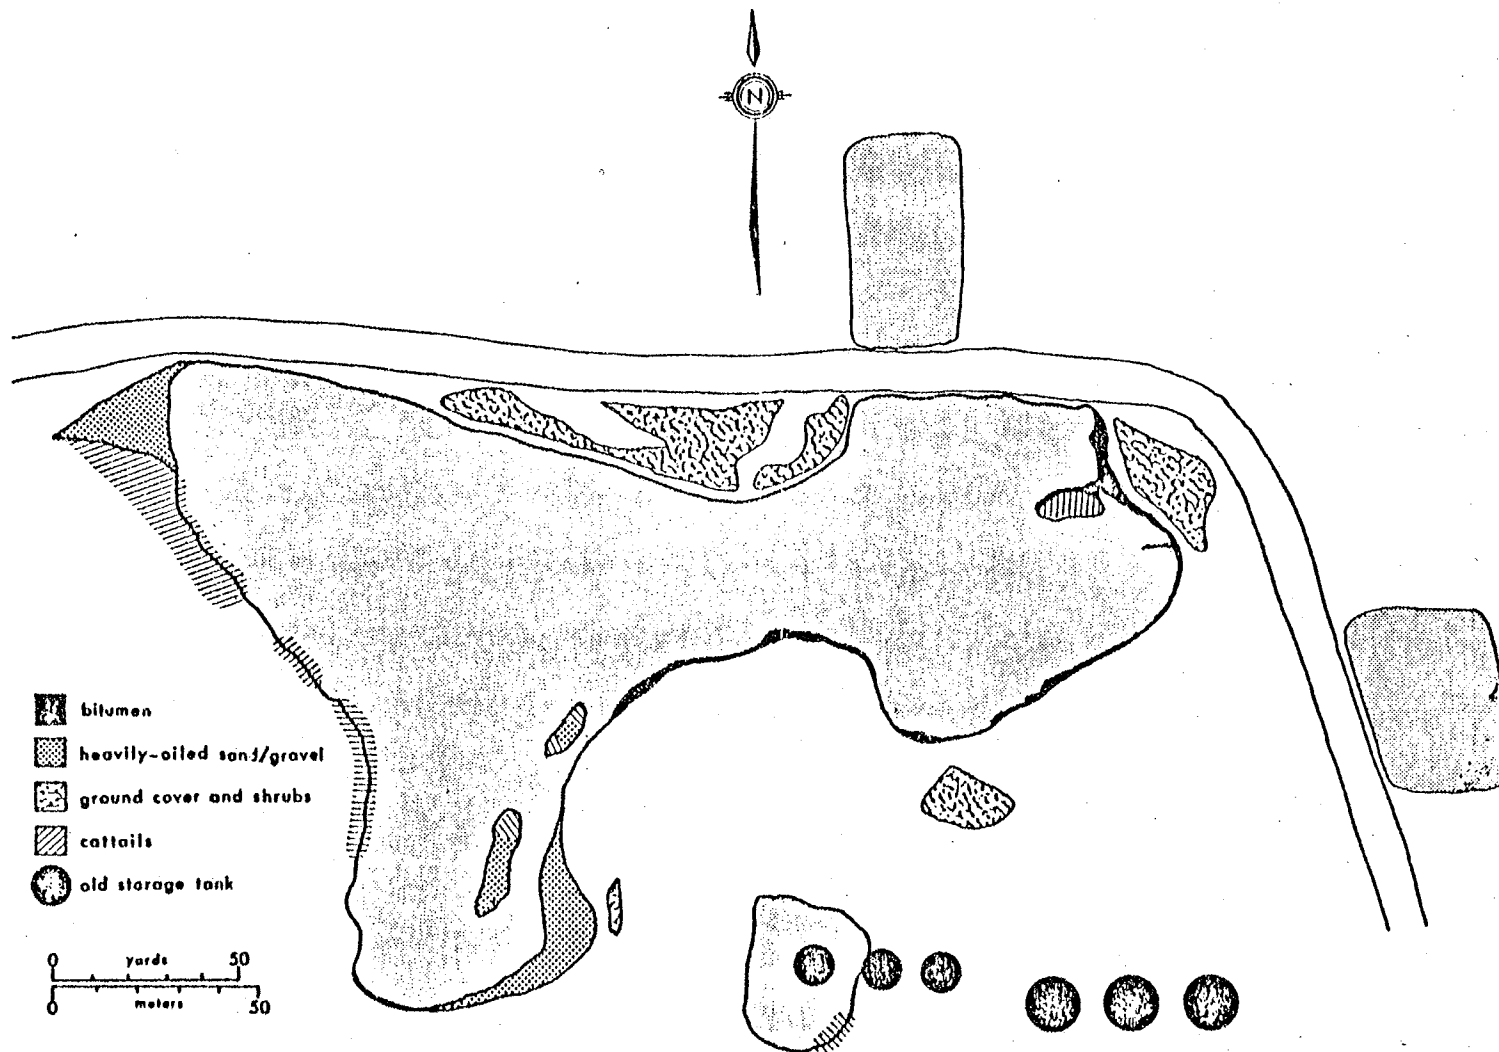 N
bitumen
heavily-oiled sand/gravel
ground cover and shrubs
cattails
old storage tank
0 yards 50
0 meters 50